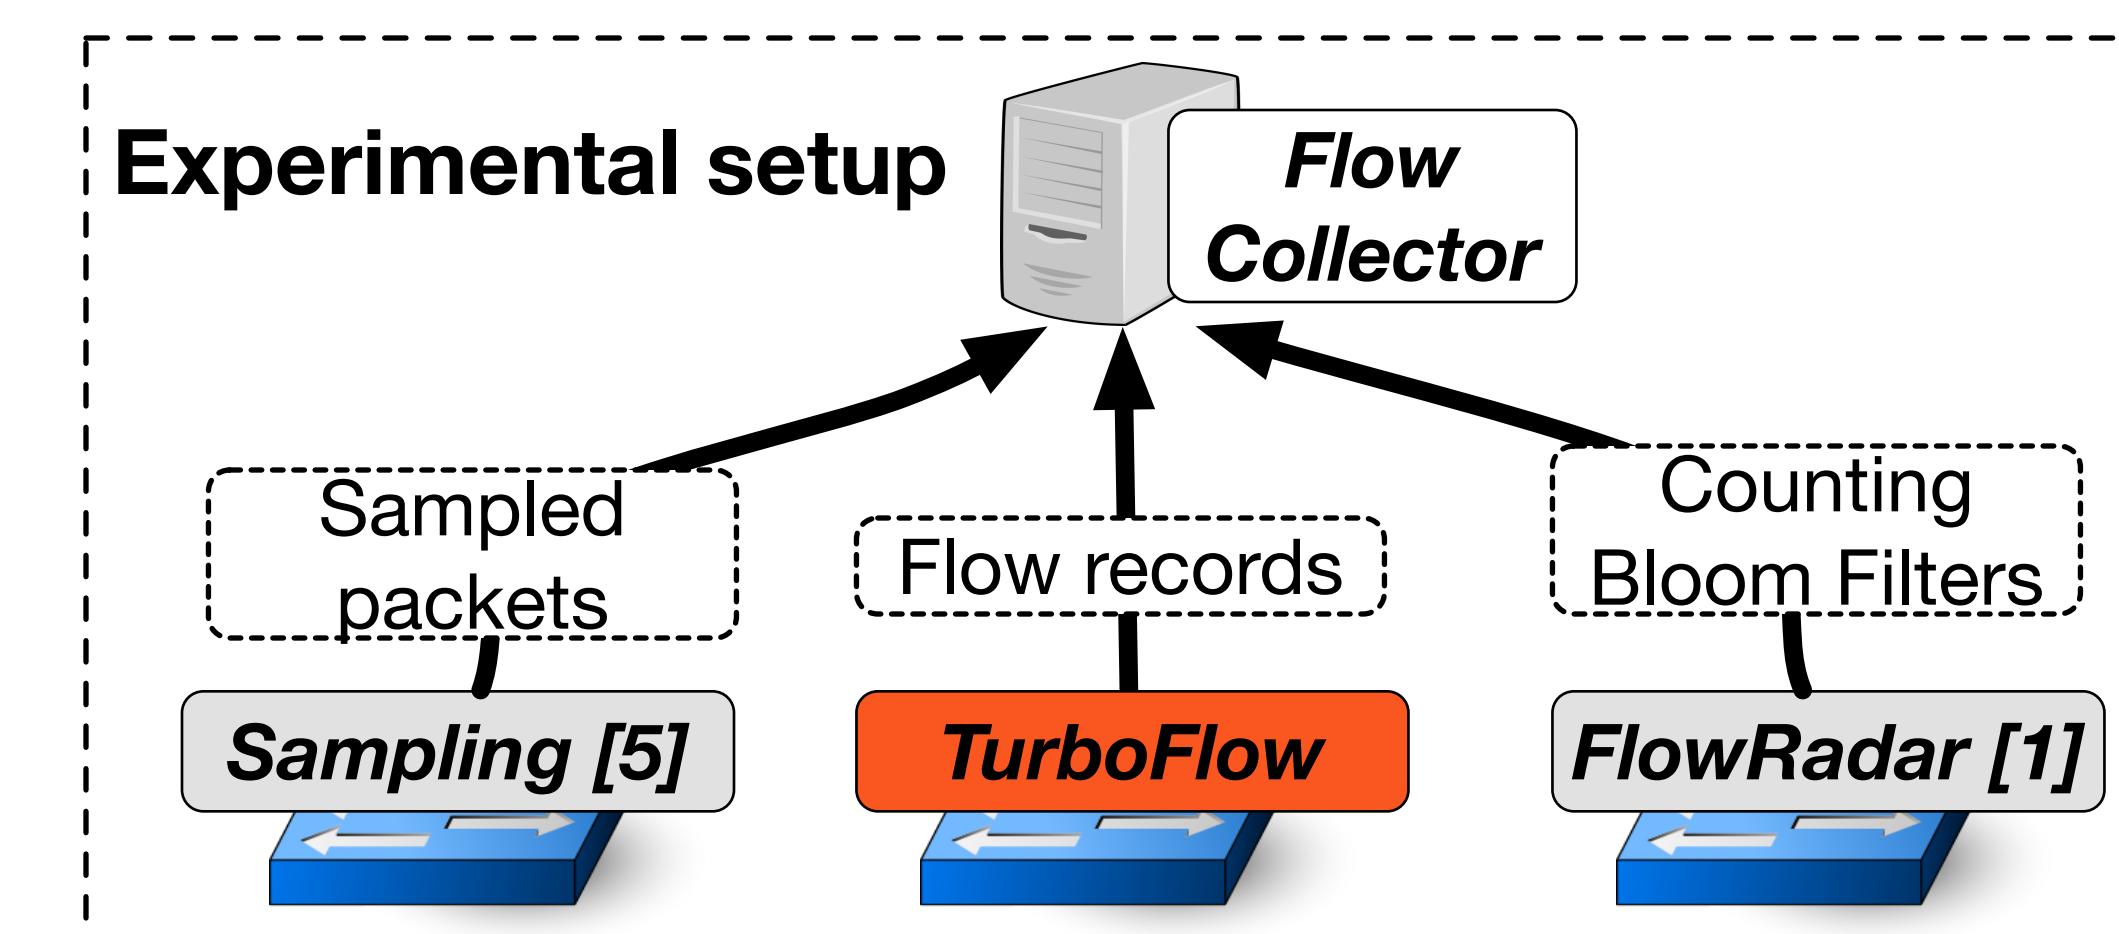 Experimental setup
Flow
Collector
Sampled
packets
Flow records
Counting
Bloom Filters
Sampling [5]
TurboFlow
FlowRadar [1]